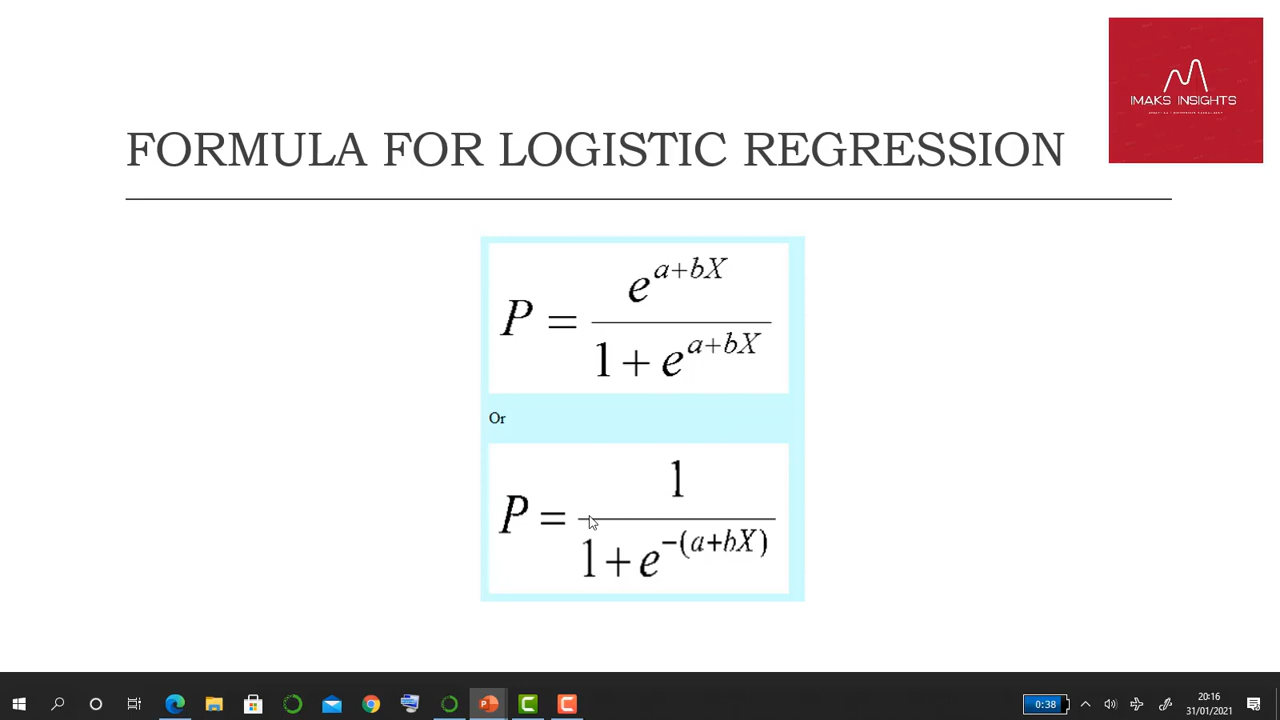 IMAKS INSIGHTS
FORMULA FOR LOGISTIC REGRESSION
P = e^{a+bX} / 1 + e^{a+bX}
Or
P = 1 / 1 + e^{-(a+bX)}
0:38
20:16
31/01/2021